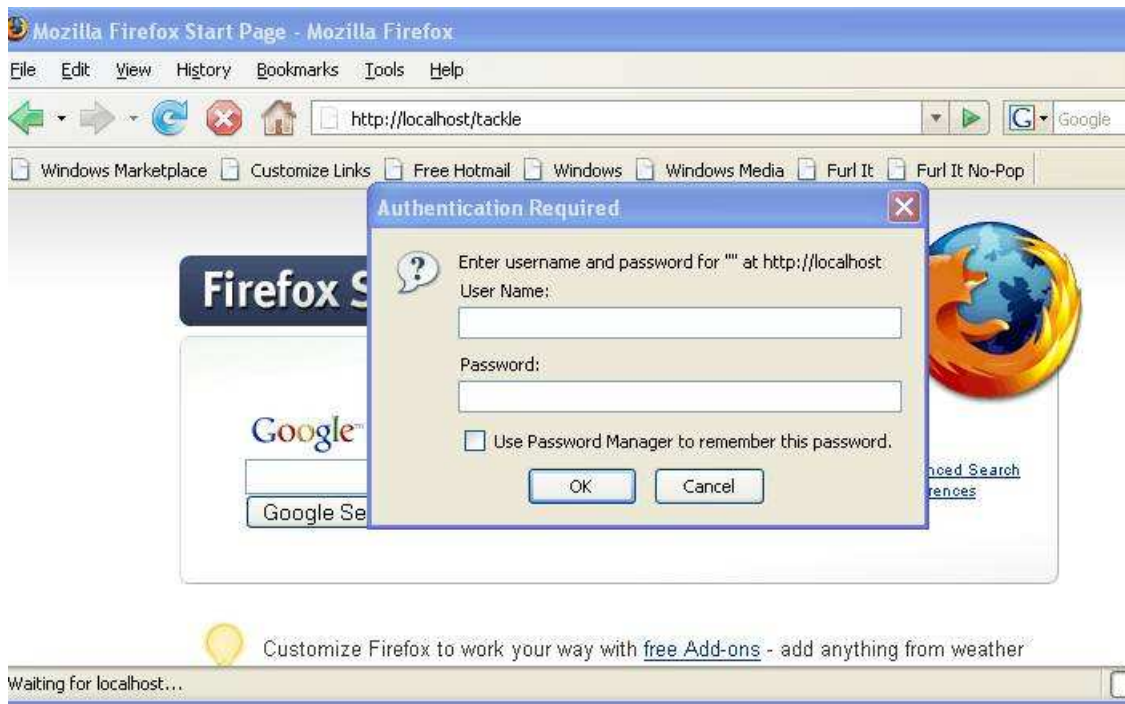 Mozilla Firefox Start Page - Mozilla Firefox
File Edit View History Bookmarks Tools Help
http://localhost/tackle
G Google
Windows Marketplace Customize Links Free Hotmail Windows Windows Media Furl It Furl It No-Pop
Authentication Required
Enter username and password for "" at http://localhost
User Name:
Firefox S
Password:
Google™
Use Password Manager to remember this password.
OK Cancel
nced Search
rences
Google Se
Customize Firefox to work your way with free Add-ons - add anything from weather
Waiting for localhost...